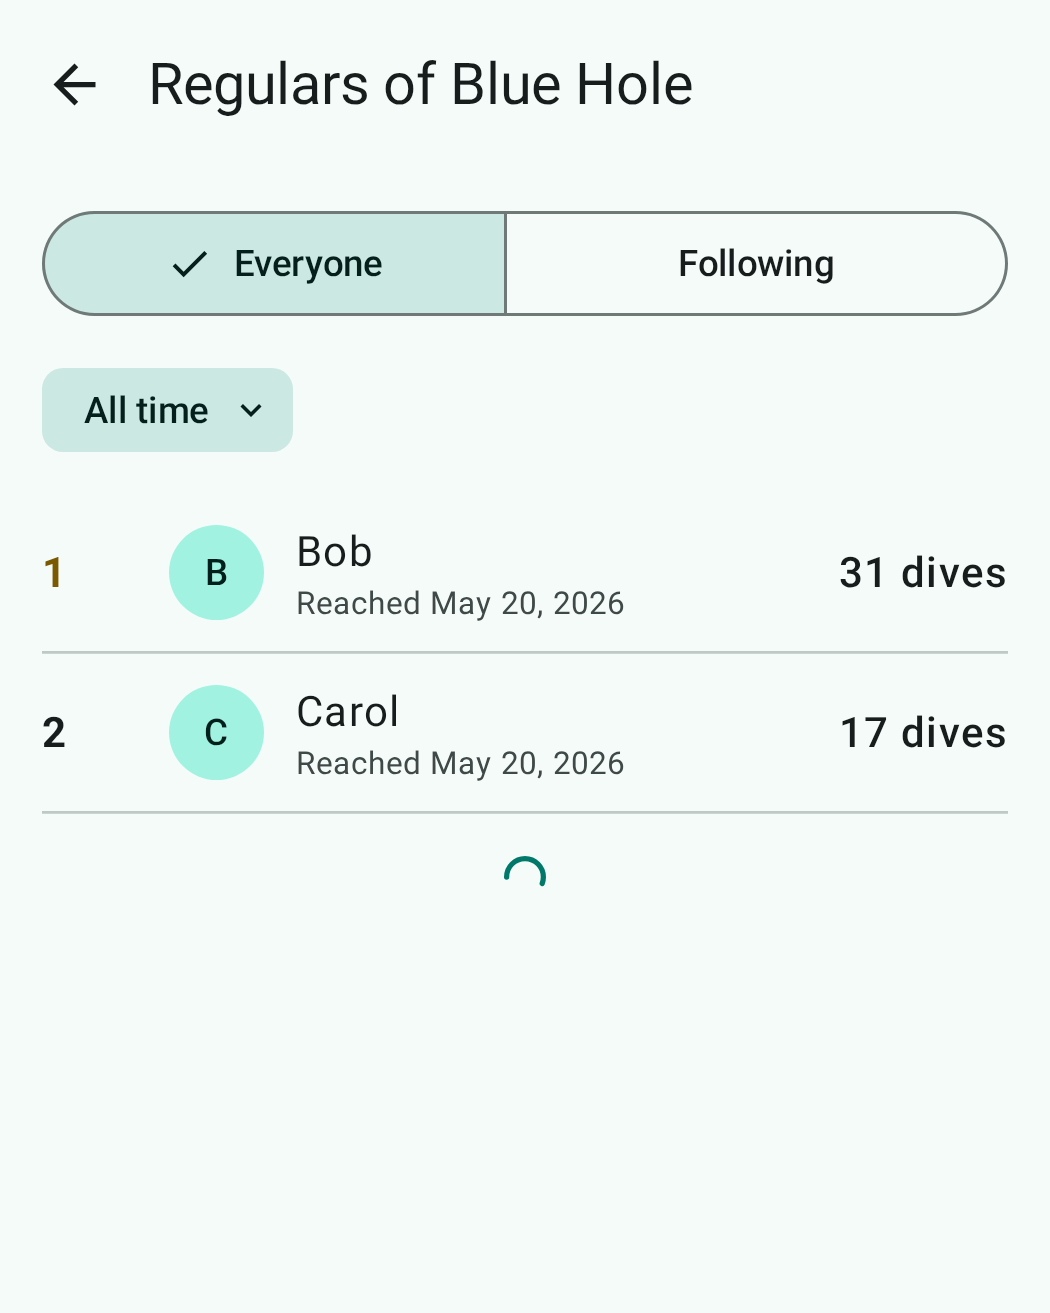 Regulars of Blue Hole
Everyone
Following
All time
1
B
Bob
Reached May 20, 2026
31 dives
2
C
Carol
Reached May 20, 2026
17 dives